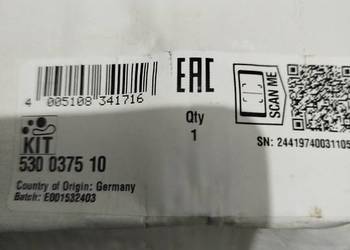 4 005108 341716
EAC
SCAN ME
Qty
1
SN: 24419740031105
KIT
530 0375 10
Country of Origin: Germany
Batch: E001532403